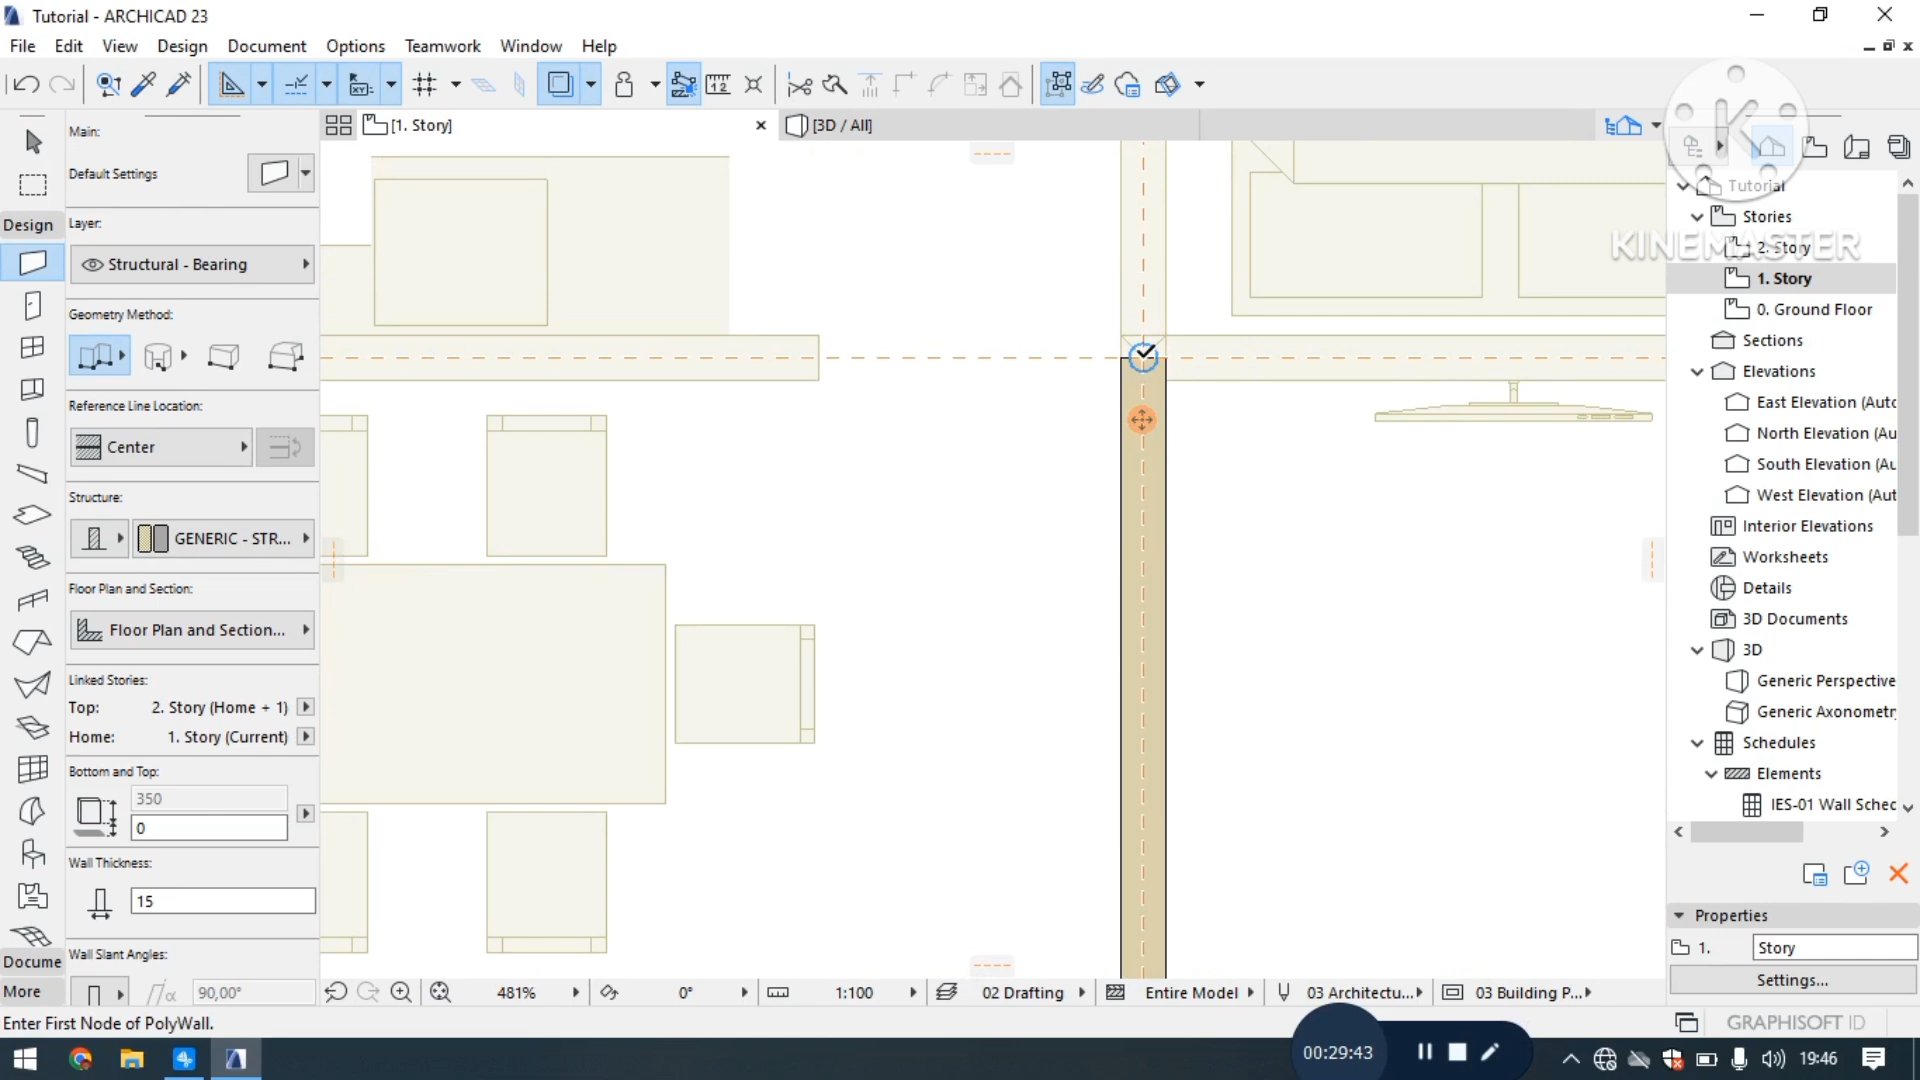 Tutorial - ARCHICAD 23
File Edit View Design Document Options Teamwork Window Help
[1. Story]
[3D / All]
Main:
Default Settings
Design
Layer:
Structural - Bearing
Geometry Method:
Reference Line Location:
Center
Structure:
GENERIC - STR...
Floor Plan and Section:
Floor Plan and Section...
Linked Stories:
Top: 2. Story (Home + 1)
Home: 1. Story (Current)
Bottom and Top:
350
0
Wall Thickness:
15
Wall Slant Angles:
α 90,00°
Docume
More
Enter First Node of PolyWall.
481%
0°
1:100
02 Drafting
Entire Model
03 Architectu...
03 Building P...
Tutorial
Stories
2. Story
KINEMASTER
1. Story
0. Ground Floor
Sections
Elevations
East Elevation (Auto
North Elevation (Au
South Elevation (Au
West Elevation (Aut
Interior Elevations
Worksheets
Details
3D Documents
3D
Generic Perspective
Generic Axonometr
Schedules
Elements
IES-01 Wall Sched
Properties
1. Story
Settings...
GRAPHISOFT ID
00:29:43
19:46